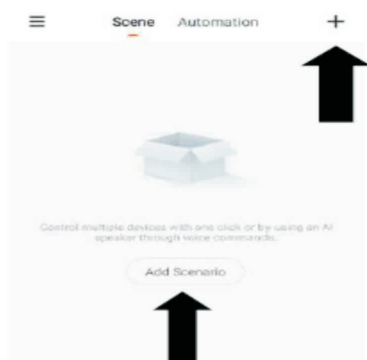 Scene Automation
Control multiple devices with one click or by using an AI
speaker through voice commands.
Add Scenario